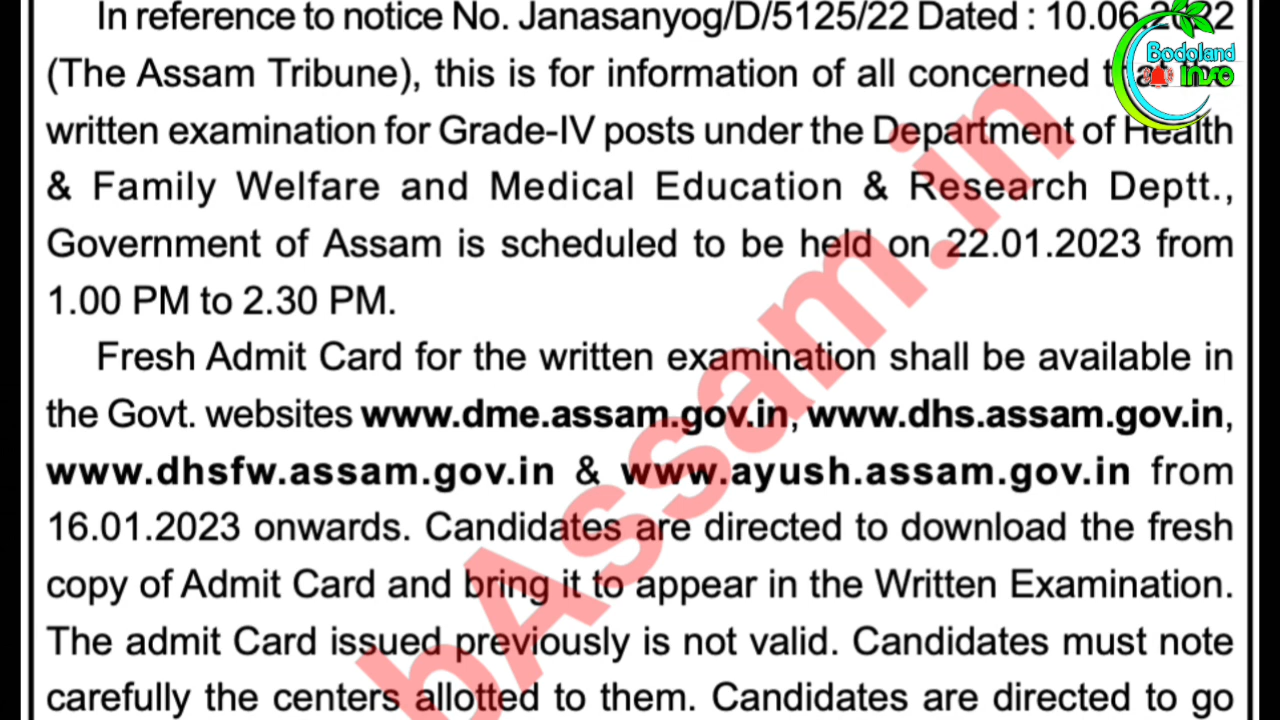 In reference to notice No. Janasanyog/D/5125/22 Dated : 10.06.2022
(The Assam Tribune), this is for information of all concerned that the
written examination for Grade-IV posts under the Department of Health
& Family Welfare and Medical Education & Research Deptt.,
Government of Assam is scheduled to be held on 22.01.2023 from
1.00 PM to 2.30 PM.
Fresh Admit Card for the written examination shall be available in
the Govt. websites www.dme.assam.gov.in, www.dhs.assam.gov.in,
www.dhsfw.assam.gov.in & www.ayush.assam.gov.in from
16.01.2023 onwards. Candidates are directed to download the fresh
copy of Admit Card and bring it to appear in the Written Examination.
The admit Card issued previously is not valid. Candidates must note
carefully the centers allotted to them. Candidates are directed to go
Bodoland
info
bAssam.in